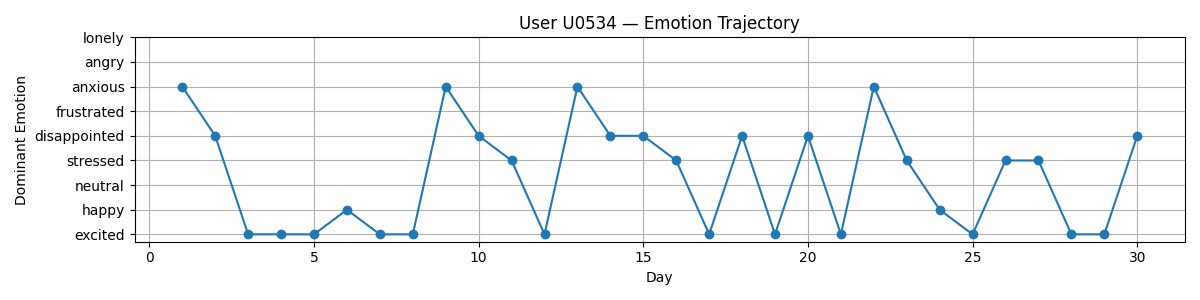 User U0534 — Emotion Trajectory
Dominant Emotion
lonely
angry
anxious
frustrated
disappointed
stressed
neutral
happy
excited
0 5 10 15 20 25 30
Day